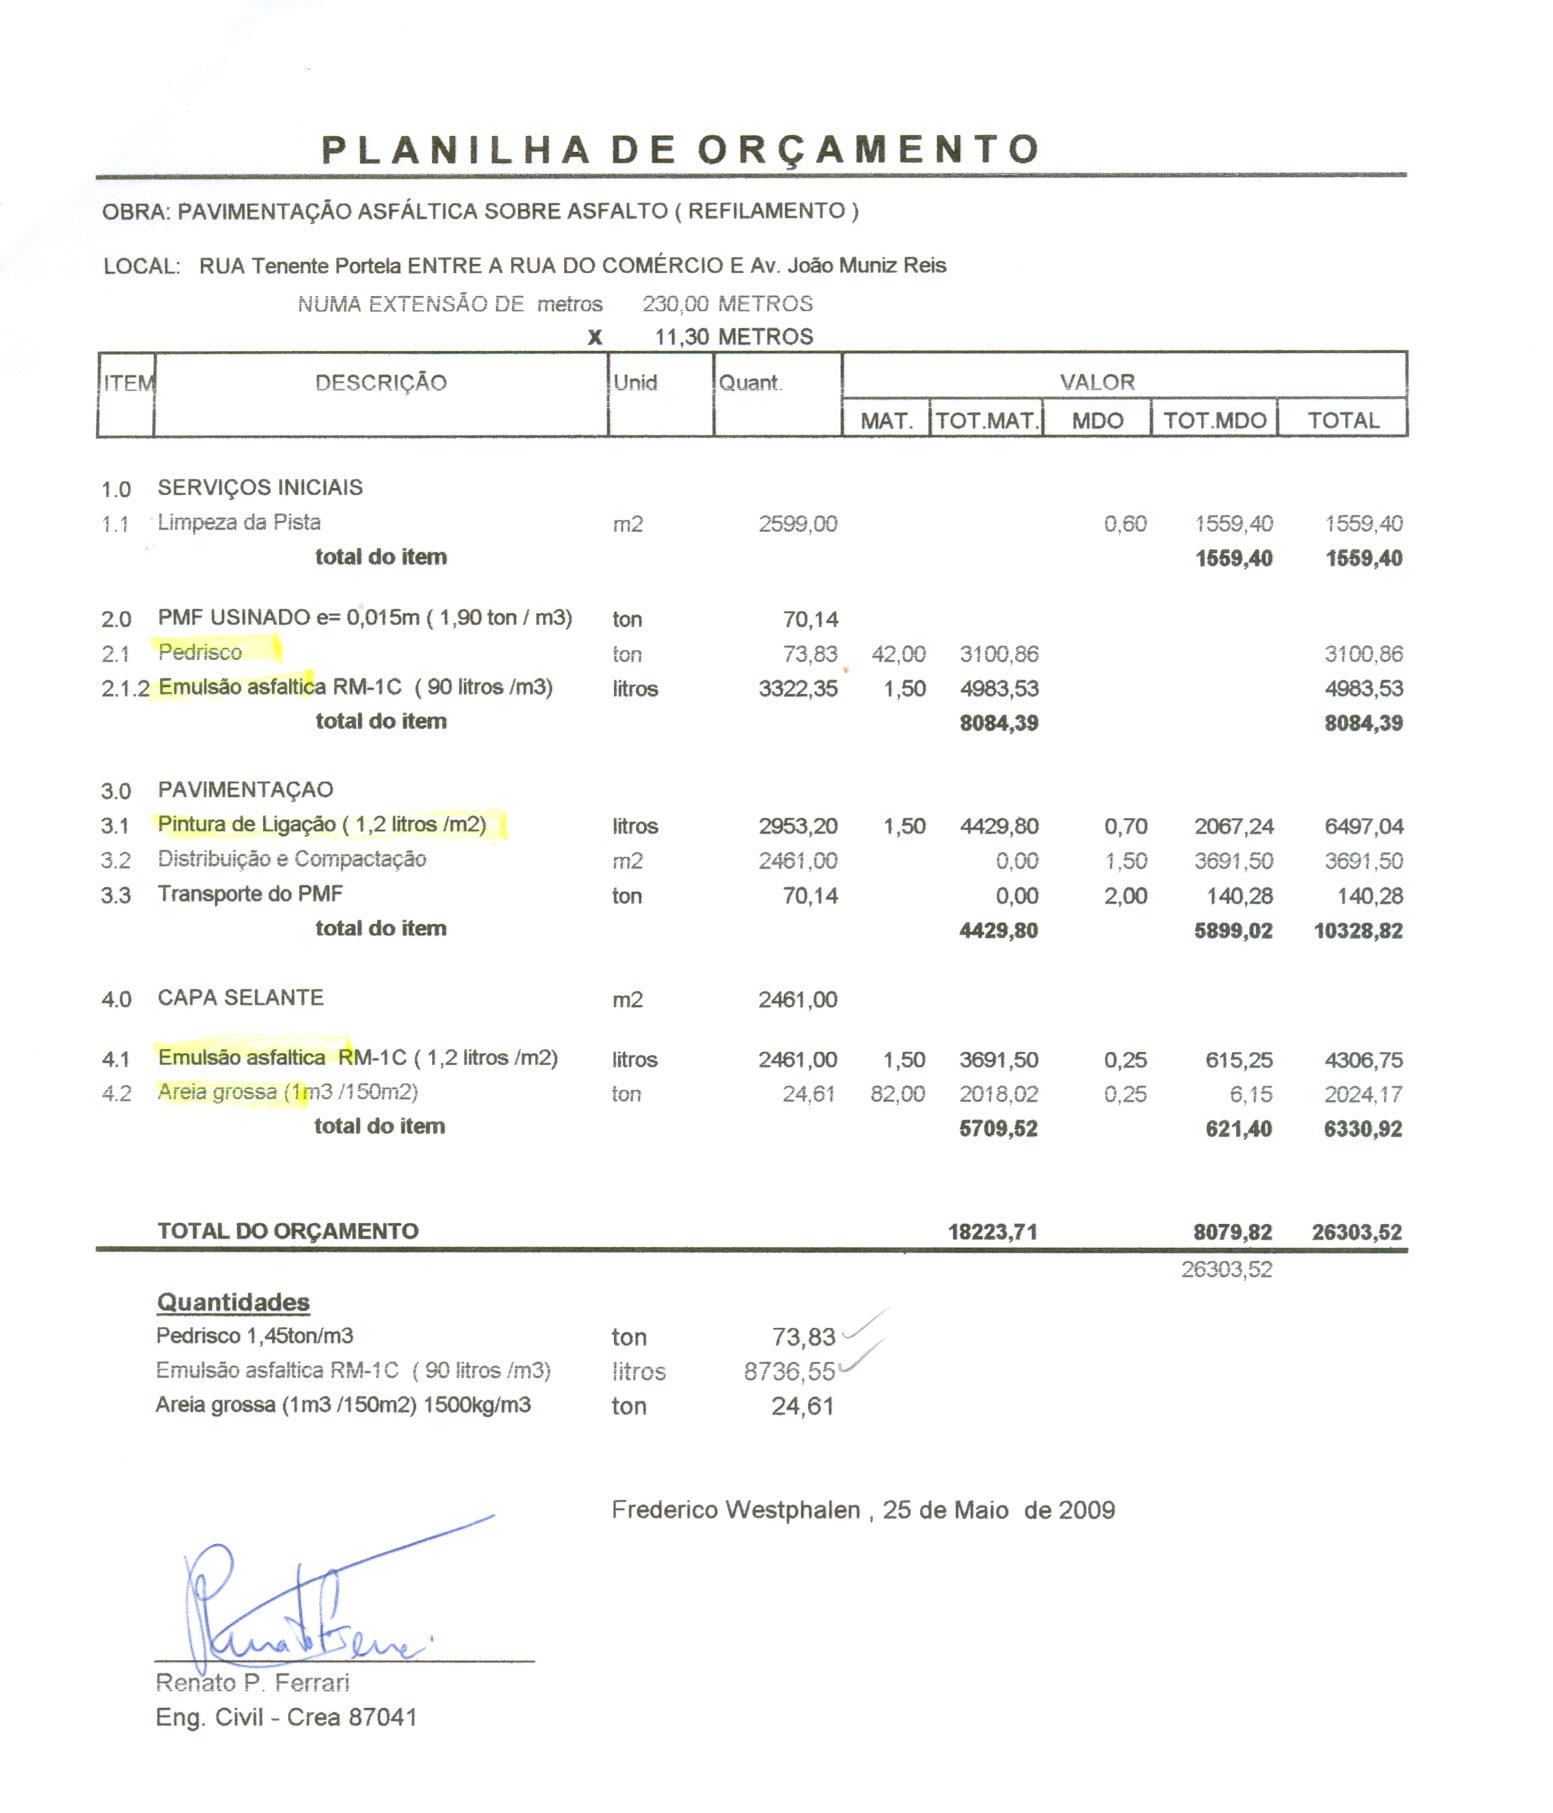 PLANILHA DE ORÇAMENTO
OBRA: PAVIMENTAÇÃO ASFÁLTICA SOBRE ASFALTO ( REFILAMENTO )
LOCAL: RUA Tenente Portela ENTRE A RUA DO COMÉRCIO E Av. João Muniz Reis
NUMA EXTENSÃO DE metros 230,00 METROS
X 11,30 METROS
ITEM DESCRIÇÃO Unid Quant. VALOR
MAT. TOT.MAT. MDO TOT.MDO TOTAL
1.0 SERVIÇOS INICIAIS
1.1 Limpeza da Pista m2 2599,00 0,60 1559,40 1559,40
total do item 1559,40 1559,40
2.0 PMF USINADO e= 0,015m ( 1,90 ton / m3) ton 70,14
2.1 Pedrisco ton 73,83 42,00 3100,86 3100,86
2.1.2 Emulsão asfaltica RM-1C ( 90 litros /m3) litros 3322,35 1,50 4983,53 4983,53
total do item 8084,39 8084,39
3.0 PAVIMENTAÇAO
3.1 Pintura de Ligação ( 1,2 litros /m2) litros 2953,20 1,50 4429,80 0,70 2067,24 6497,04
3.2 Distribuição e Compactação m2 2461,00 0,00 1,50 3691,50 3691,50
3.3 Transporte do PMF ton 70,14 0,00 2,00 140,28 140,28
total do item 4429,80 5899,02 10328,82
4.0 CAPA SELANTE m2 2461,00
4.1 Emulsão asfaltica RM-1C ( 1,2 litros /m2) litros 2461,00 1,50 3691,50 0,25 615,25 4306,75
4.2 Areia grossa (1m3 /150m2) ton 24,61 82,00 2018,02 0,25 6,15 2024,17
total do item 5709,52 621,40 6330,92
TOTAL DO ORÇAMENTO 18223,71 8079,82 26303,52
26303,52
Quantidades
Pedrisco 1,45ton/m3 ton 73,83
Emulsão asfaltica RM-1C ( 90 litros /m3) litros 8736,55
Areia grossa (1m3 /150m2) 1500kg/m3 ton 24,61
Frederico Westphalen , 25 de Maio de 2009
Renato P. Ferrari
Eng. Civil - Crea 87041